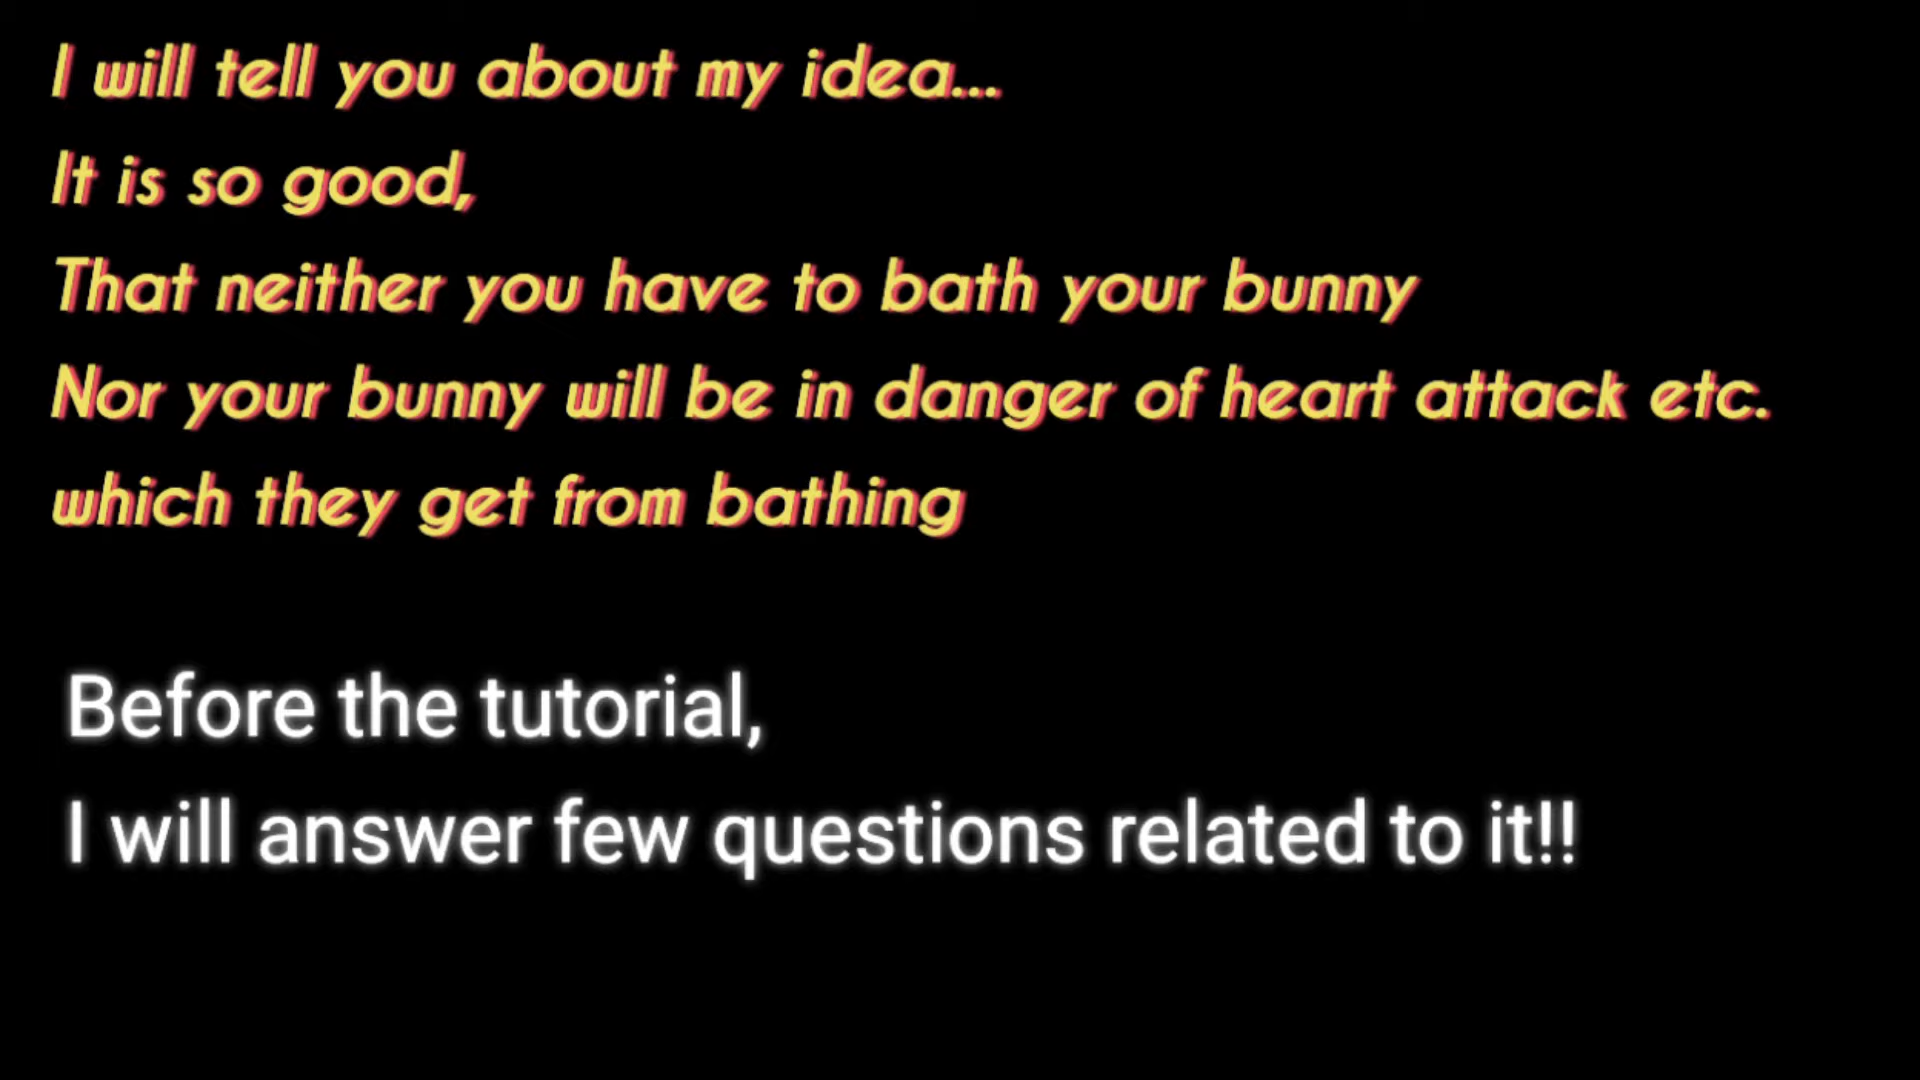 I will tell you about my idea...
It is so good,
That neither you have to bath your bunny
Nor your bunny will be in danger of heart attack etc.
which they get from bathing
Before the tutorial,
I will answer few questions related to it!!